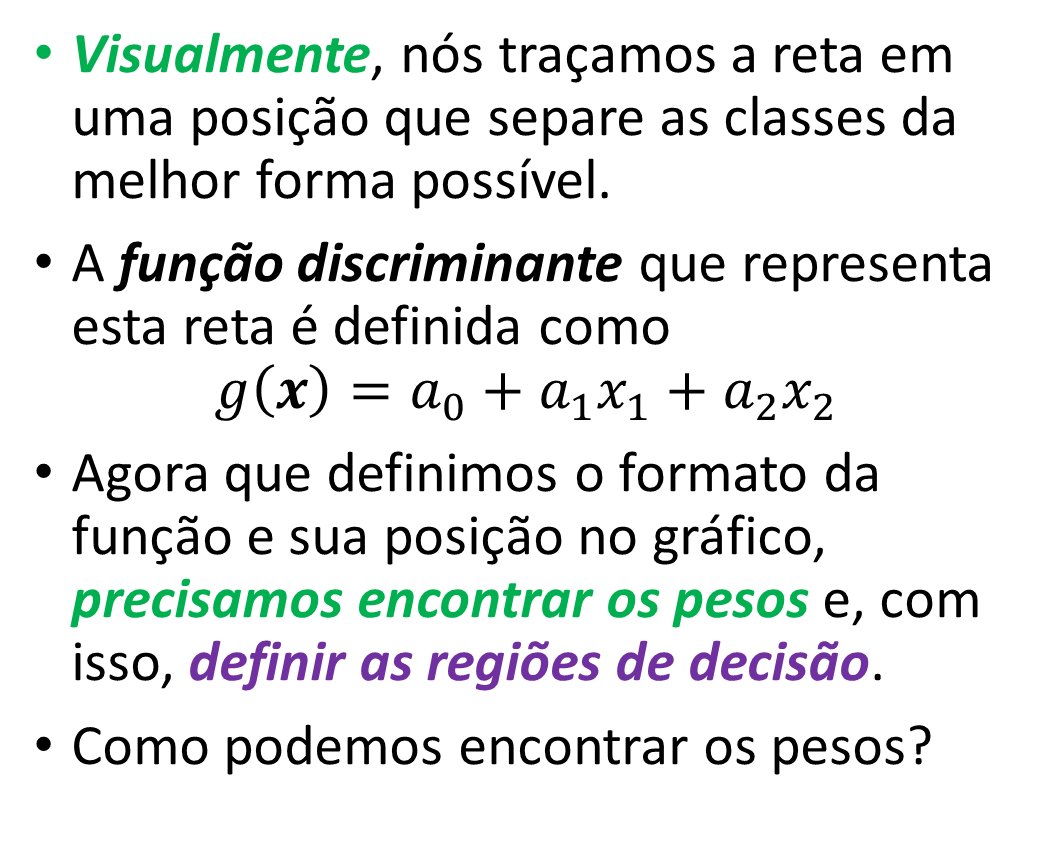 • Visualmente, nós traçamos a reta em
uma posição que separe as classes da
melhor forma possível.
• A função discriminante que representa
esta reta é definida como
g(x) = a₀ + a₁x₁ + a₂x₂
• Agora que definimos o formato da
função e sua posição no gráfico,
precisamos encontrar os pesos e, com
isso, definir as regiões de decisão.
• Como podemos encontrar os pesos?